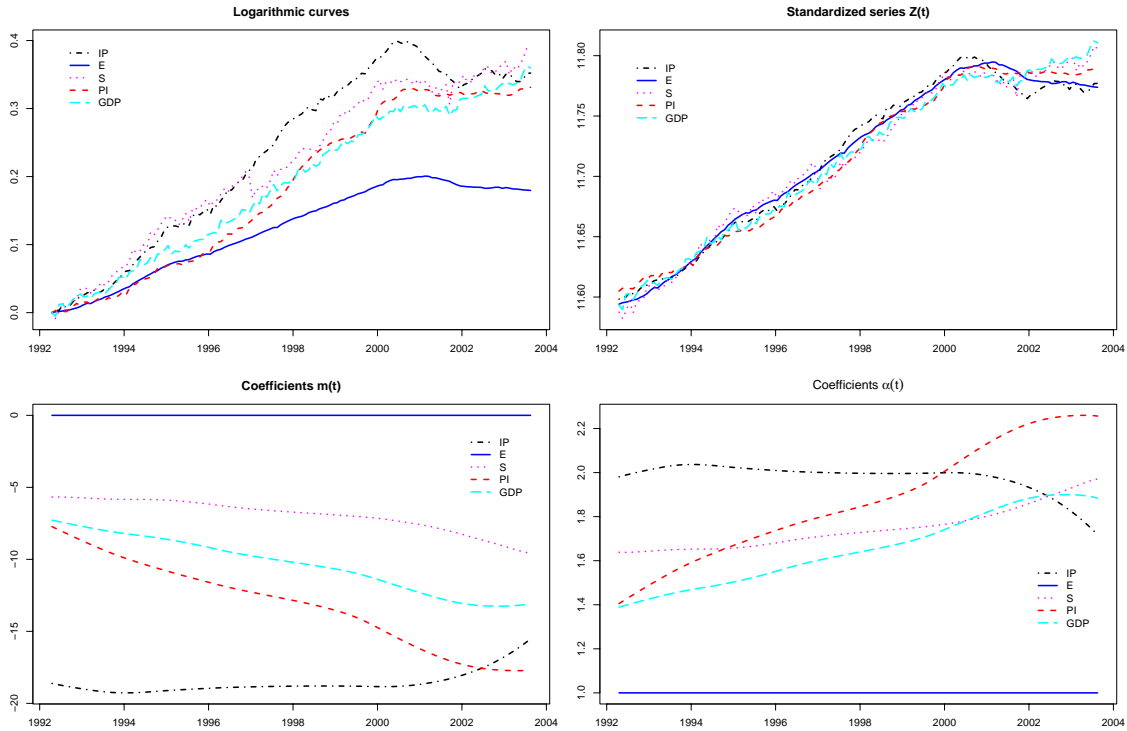 Logarithmic curves
0.4
0.3
0.2
0.1
0.0
IP
E
S
PI
GDP
1992 1994 1996 1998 2000 2002 2004
Standardized series Z(t)
11.80
11.75
11.70
11.65
11.60
IP
E
S
PI
GDP
1992 1994 1996 1998 2000 2002 2004
Coefficients m(t)
0
−5
−10
−15
−20
IP
E
S
PI
GDP
1992 1994 1996 1998 2000 2002 2004
Coefficients α(t)
2.2
2.0
1.8
1.6
1.4
1.2
1.0
IP
E
S
PI
GDP
1992 1994 1996 1998 2000 2002 2004